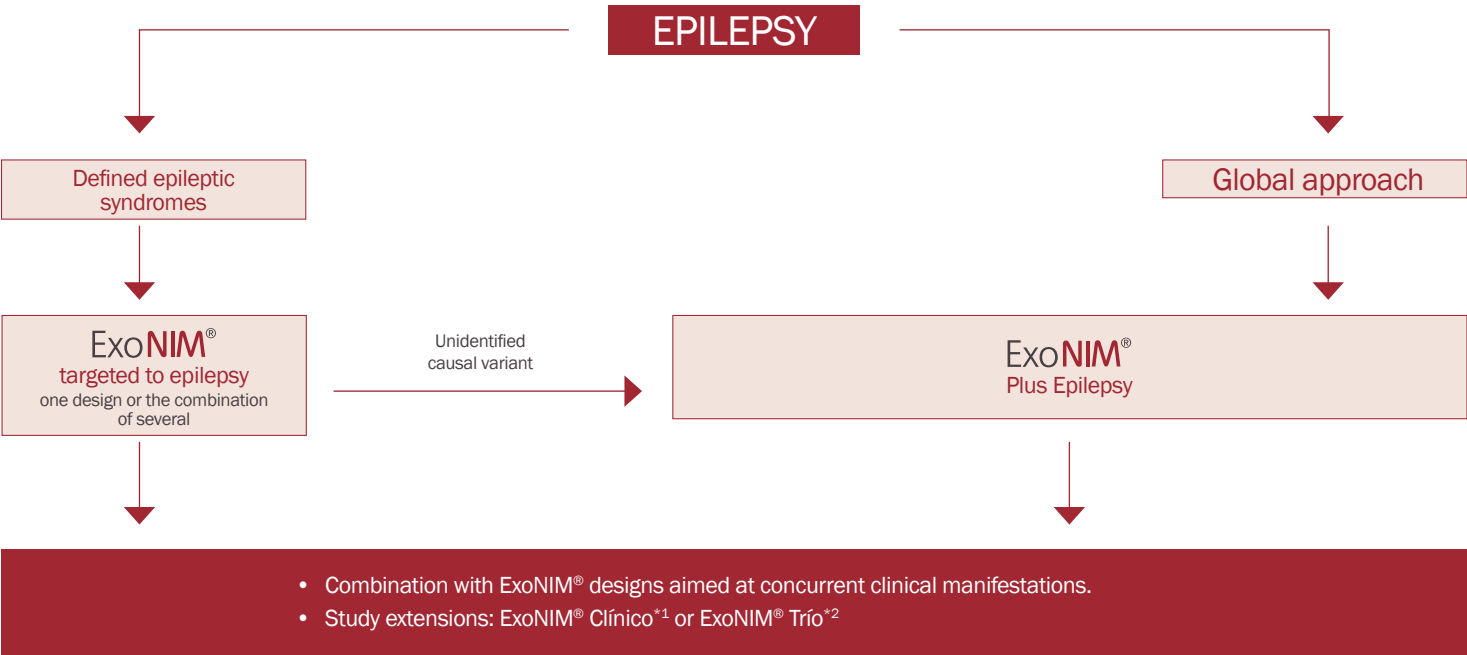 EPILEPSY
Defined epileptic
syndromes
Global approach
ExoNIM®
targeted to epilepsy
one design or the combination
of several
Unidentified
causal variant
ExoNIM®
Plus Epilepsy
• Combination with ExoNIM® designs aimed at concurrent clinical manifestations.
• Study extensions: ExoNIM® Clínico*1 or ExoNIM® Trío*2